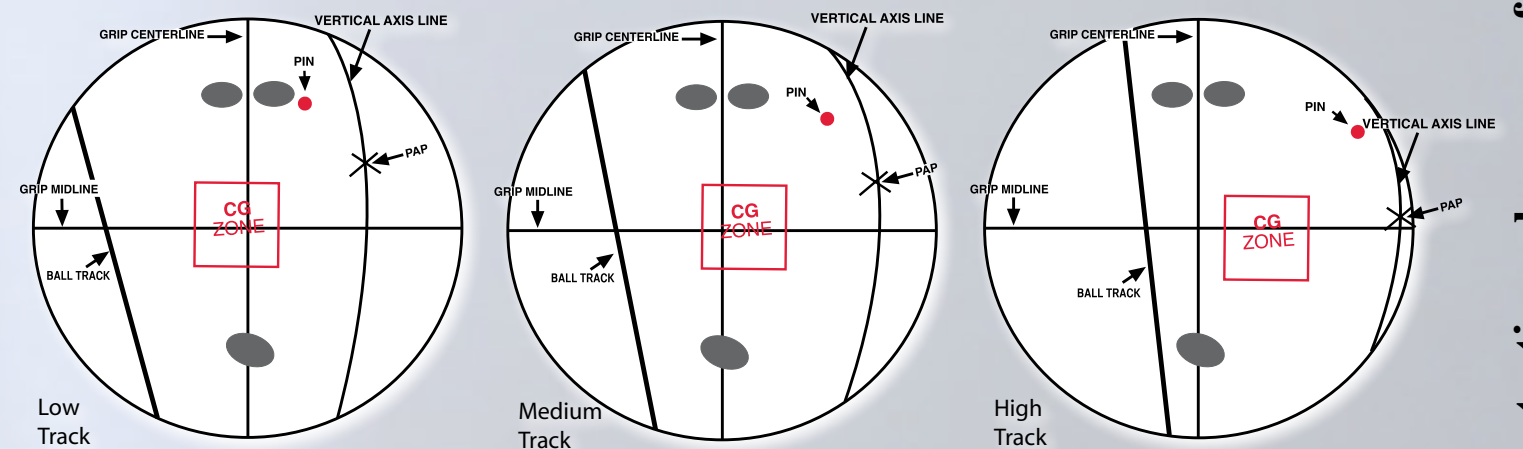 GRIP CENTERLINE
VERTICAL AXIS LINE
PIN
PAP
GRIP MIDLINE
CG
ZONE
BALL TRACK
Low
Track
GRIP CENTERLINE
VERTICAL AXIS LINE
PIN
PAP
GRIP MIDLINE
CG
ZONE
BALL TRACK
Medium
Track
GRIP CENTERLINE
PIN
VERTICAL AXIS LINE
GRIP MIDLINE
PAP
CG
ZONE
BALL TRACK
High
Track